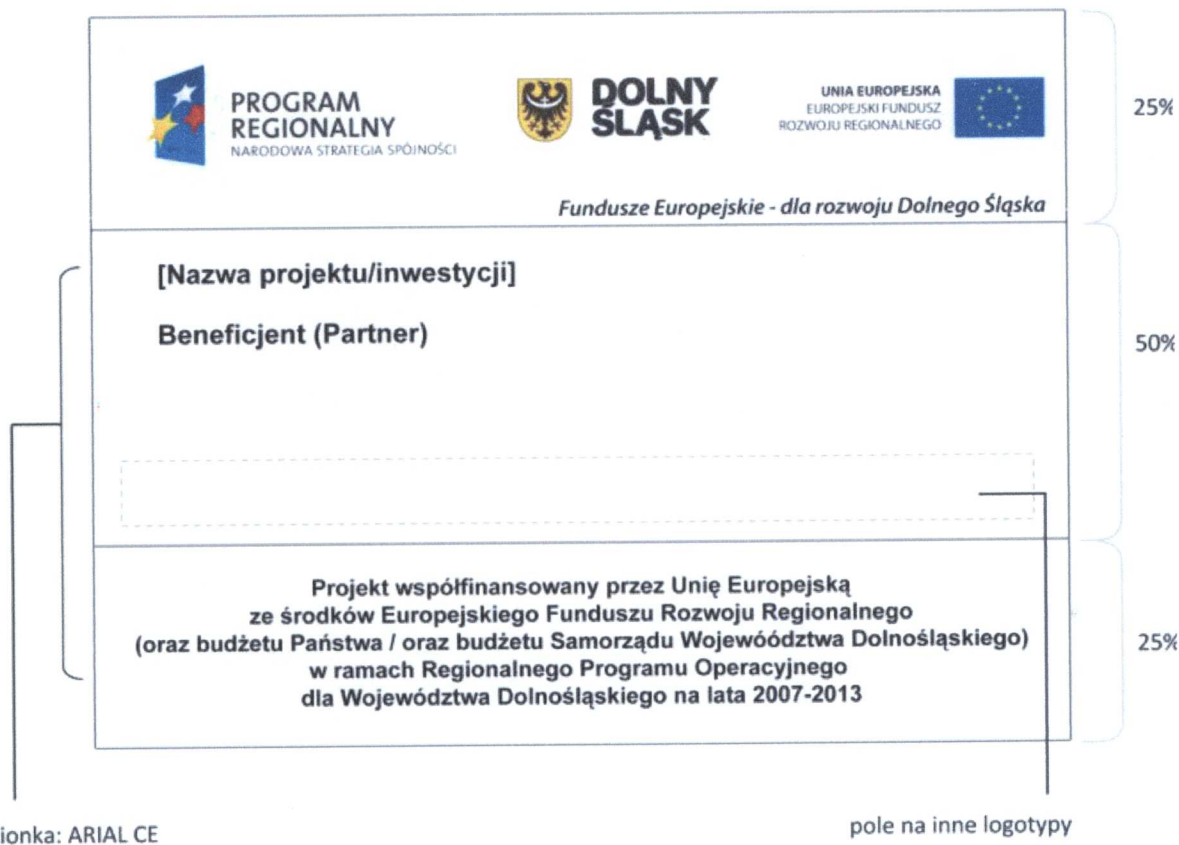 PROGRAM
REGIONALNY
NARODOWA STRATEGIA SPÓJNOŚCI
DOLNY
ŚLĄSK
UNIA EUROPEJSKA
EUROPEJSKI FUNDUSZ
ROZWOJU REGIONALNEGO
25%
Fundusze Europejskie - dla rozwoju Dolnego Śląska
[Nazwa projektu/inwestycji]
Beneficjent (Partner)
50%
Projekt współfinansowany przez Unię Europejską
ze środków Europejskiego Funduszu Rozwoju Regionalnego
(oraz budżetu Państwa / oraz budżetu Samorządu Wojewóództwa Dolnośląskiego)
w ramach Regionalnego Programu Operacyjnego
dla Województwa Dolnośląskiego na lata 2007-2013
25%
ionka: ARIAL CE
pole na inne logotypy